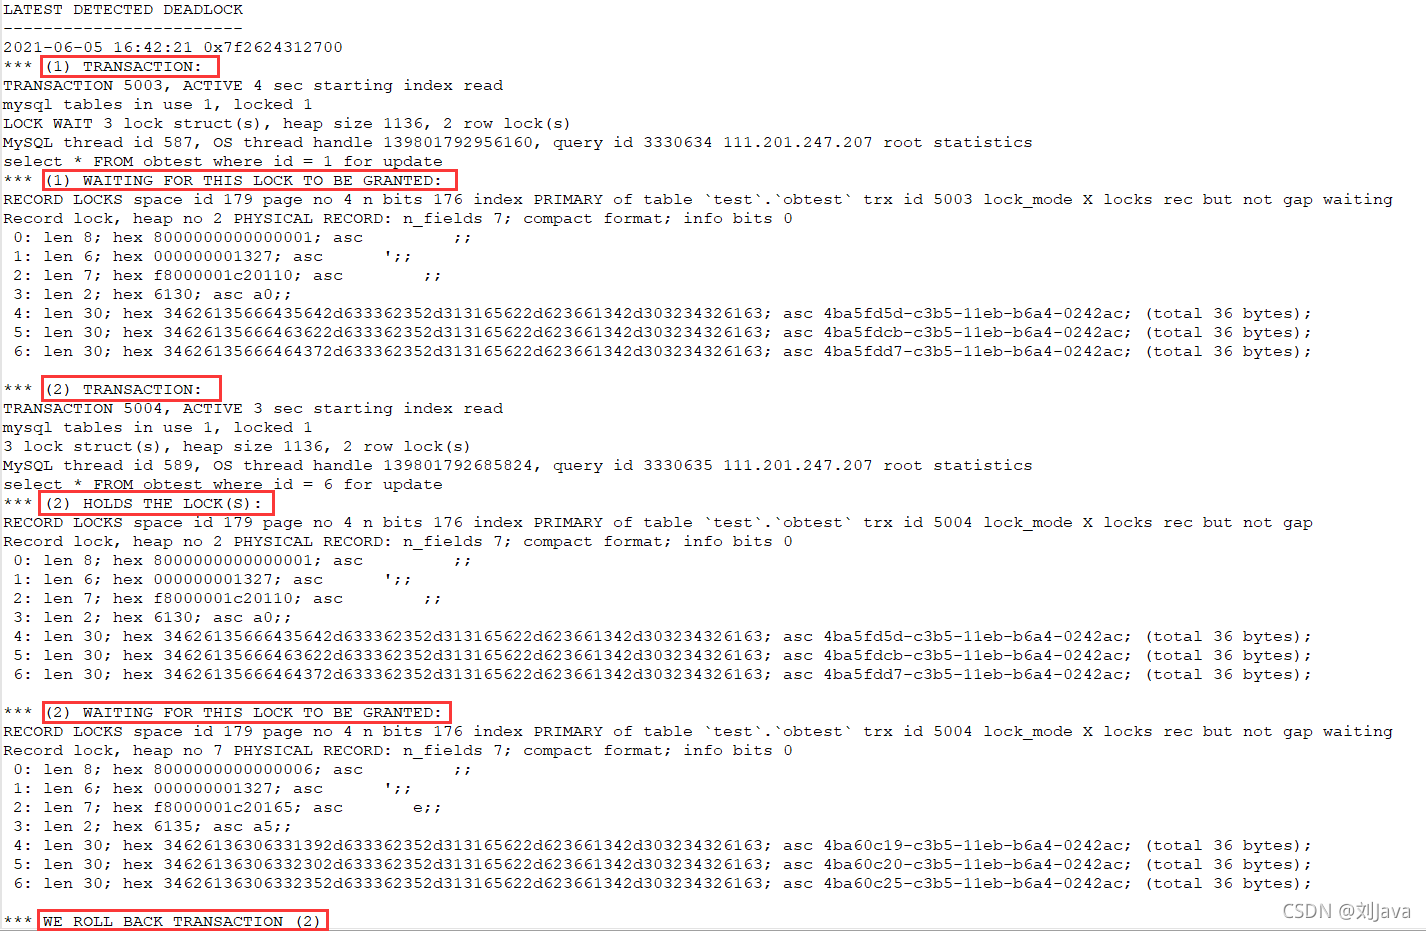 LATEST DETECTED DEADLOCK
------------------------
2021-06-05 16:42:21 0x7f2624312700
*** (1) TRANSACTION:
TRANSACTION 5003, ACTIVE 4 sec starting index read
mysql tables in use 1, locked 1
LOCK WAIT 3 lock struct(s), heap size 1136, 2 row lock(s)
MySQL thread id 587, OS thread handle 139801792956160, query id 3330634 111.201.247.207 root statistics
select * FROM obtest where id = 1 for update
*** (1) WAITING FOR THIS LOCK TO BE GRANTED:
RECORD LOCKS space id 179 page no 4 n bits 176 index PRIMARY of table `test`.`obtest` trx id 5003 lock_mode X locks rec but not gap waiting
Record lock, heap no 2 PHYSICAL RECORD: n_fields 7; compact format; info bits 0
 0: len 8; hex 8000000000000001; asc         ;;
 1: len 6; hex 000000001327; asc      ';;
 2: len 7; hex f8000001c20110; asc        ;;
 3: len 2; hex 6130; asc a0;;
 4: len 30; hex 34626135666435642d633362352d313165622d623661342d303234326163; asc 4ba5fd5d-c3b5-11eb-b6a4-0242ac; (total 36 bytes);
 5: len 30; hex 34626135666463622d633362352d313165622d623661342d303234326163; asc 4ba5fdcb-c3b5-11eb-b6a4-0242ac; (total 36 bytes);
 6: len 30; hex 34626135666464372d633362352d313165622d623661342d303234326163; asc 4ba5fdd7-c3b5-11eb-b6a4-0242ac; (total 36 bytes);
*** (2) TRANSACTION:
TRANSACTION 5004, ACTIVE 3 sec starting index read
mysql tables in use 1, locked 1
3 lock struct(s), heap size 1136, 2 row lock(s)
MySQL thread id 589, OS thread handle 139801792685824, query id 3330635 111.201.247.207 root statistics
select * FROM obtest where id = 6 for update
*** (2) HOLDS THE LOCK(S):
RECORD LOCKS space id 179 page no 4 n bits 176 index PRIMARY of table `test`.`obtest` trx id 5004 lock_mode X locks rec but not gap
Record lock, heap no 2 PHYSICAL RECORD: n_fields 7; compact format; info bits 0
 0: len 8; hex 8000000000000001; asc         ;;
 1: len 6; hex 000000001327; asc      ';;
 2: len 7; hex f8000001c20110; asc        ;;
 3: len 2; hex 6130; asc a0;;
 4: len 30; hex 34626135666435642d633362352d313165622d623661342d303234326163; asc 4ba5fd5d-c3b5-11eb-b6a4-0242ac; (total 36 bytes);
 5: len 30; hex 34626135666463622d633362352d313165622d623661342d303234326163; asc 4ba5fdcb-c3b5-11eb-b6a4-0242ac; (total 36 bytes);
 6: len 30; hex 34626135666464372d633362352d313165622d623661342d303234326163; asc 4ba5fdd7-c3b5-11eb-b6a4-0242ac; (total 36 bytes);
*** (2) WAITING FOR THIS LOCK TO BE GRANTED:
RECORD LOCKS space id 179 page no 4 n bits 176 index PRIMARY of table `test`.`obtest` trx id 5004 lock_mode X locks rec but not gap waiting
Record lock, heap no 7 PHYSICAL RECORD: n_fields 7; compact format; info bits 0
 0: len 8; hex 8000000000000006; asc         ;;
 1: len 6; hex 000000001327; asc      ';;
 2: len 7; hex f8000001c20165; asc       e;;
 3: len 2; hex 6135; asc a5;;
 4: len 30; hex 34626136306331392d633362352d313165622d623661342d303234326163; asc 4ba60c19-c3b5-11eb-b6a4-0242ac; (total 36 bytes);
 5: len 30; hex 34626136306332302d633362352d313165622d623661342d303234326163; asc 4ba60c20-c3b5-11eb-b6a4-0242ac; (total 36 bytes);
 6: len 30; hex 34626136306332352d633362352d313165622d623661342d303234326163; asc 4ba60c25-c3b5-11eb-b6a4-0242ac; (total 36 bytes);
*** WE ROLL BACK TRANSACTION (2)
CSDN @刘Java